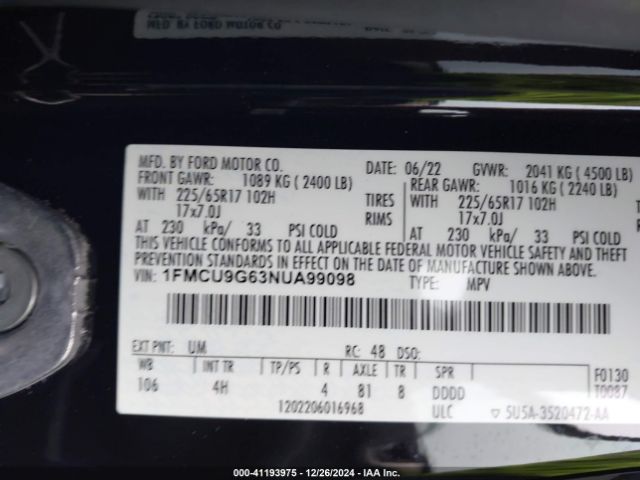 MFD. BY FORD MOTOR CO.
MFD. BY FORD MOTOR CO. DATE: 06/22 GVWR: 2041 KG ( 4500 LB)
FRONT GAWR: 1089 KG ( 2400 LB) REAR GAWR: 1016 KG ( 2240 LB)
WITH 225/65R17 102H TIRES WITH 225/65R17 102H
17x7.0J RIMS 17x7.0J
AT 230 kPa/ 33 PSI COLD AT 230 kPa/ 33 PSI COLD
THIS VEHICLE CONFORMS TO ALL APPLICABLE FEDERAL MOTOR VEHICLE SAFETY AND THEFT
PREVENTION STANDARDS IN EFFECT ON THE DATE OF MANUFACTURE SHOWN ABOVE.
VIN: 1FMCU9G63NUA99098 TYPE: MPV
EXT PNT: UM RC: 48 DSO:
WB INT TR TP/PS R AXLE TR SPR F0130
106 4H 4 81 8 DDDD T0087
1202206016968 ULC 5U5A-3520472-AA
000-41193975 - 12/26/2024 - IAA Inc.